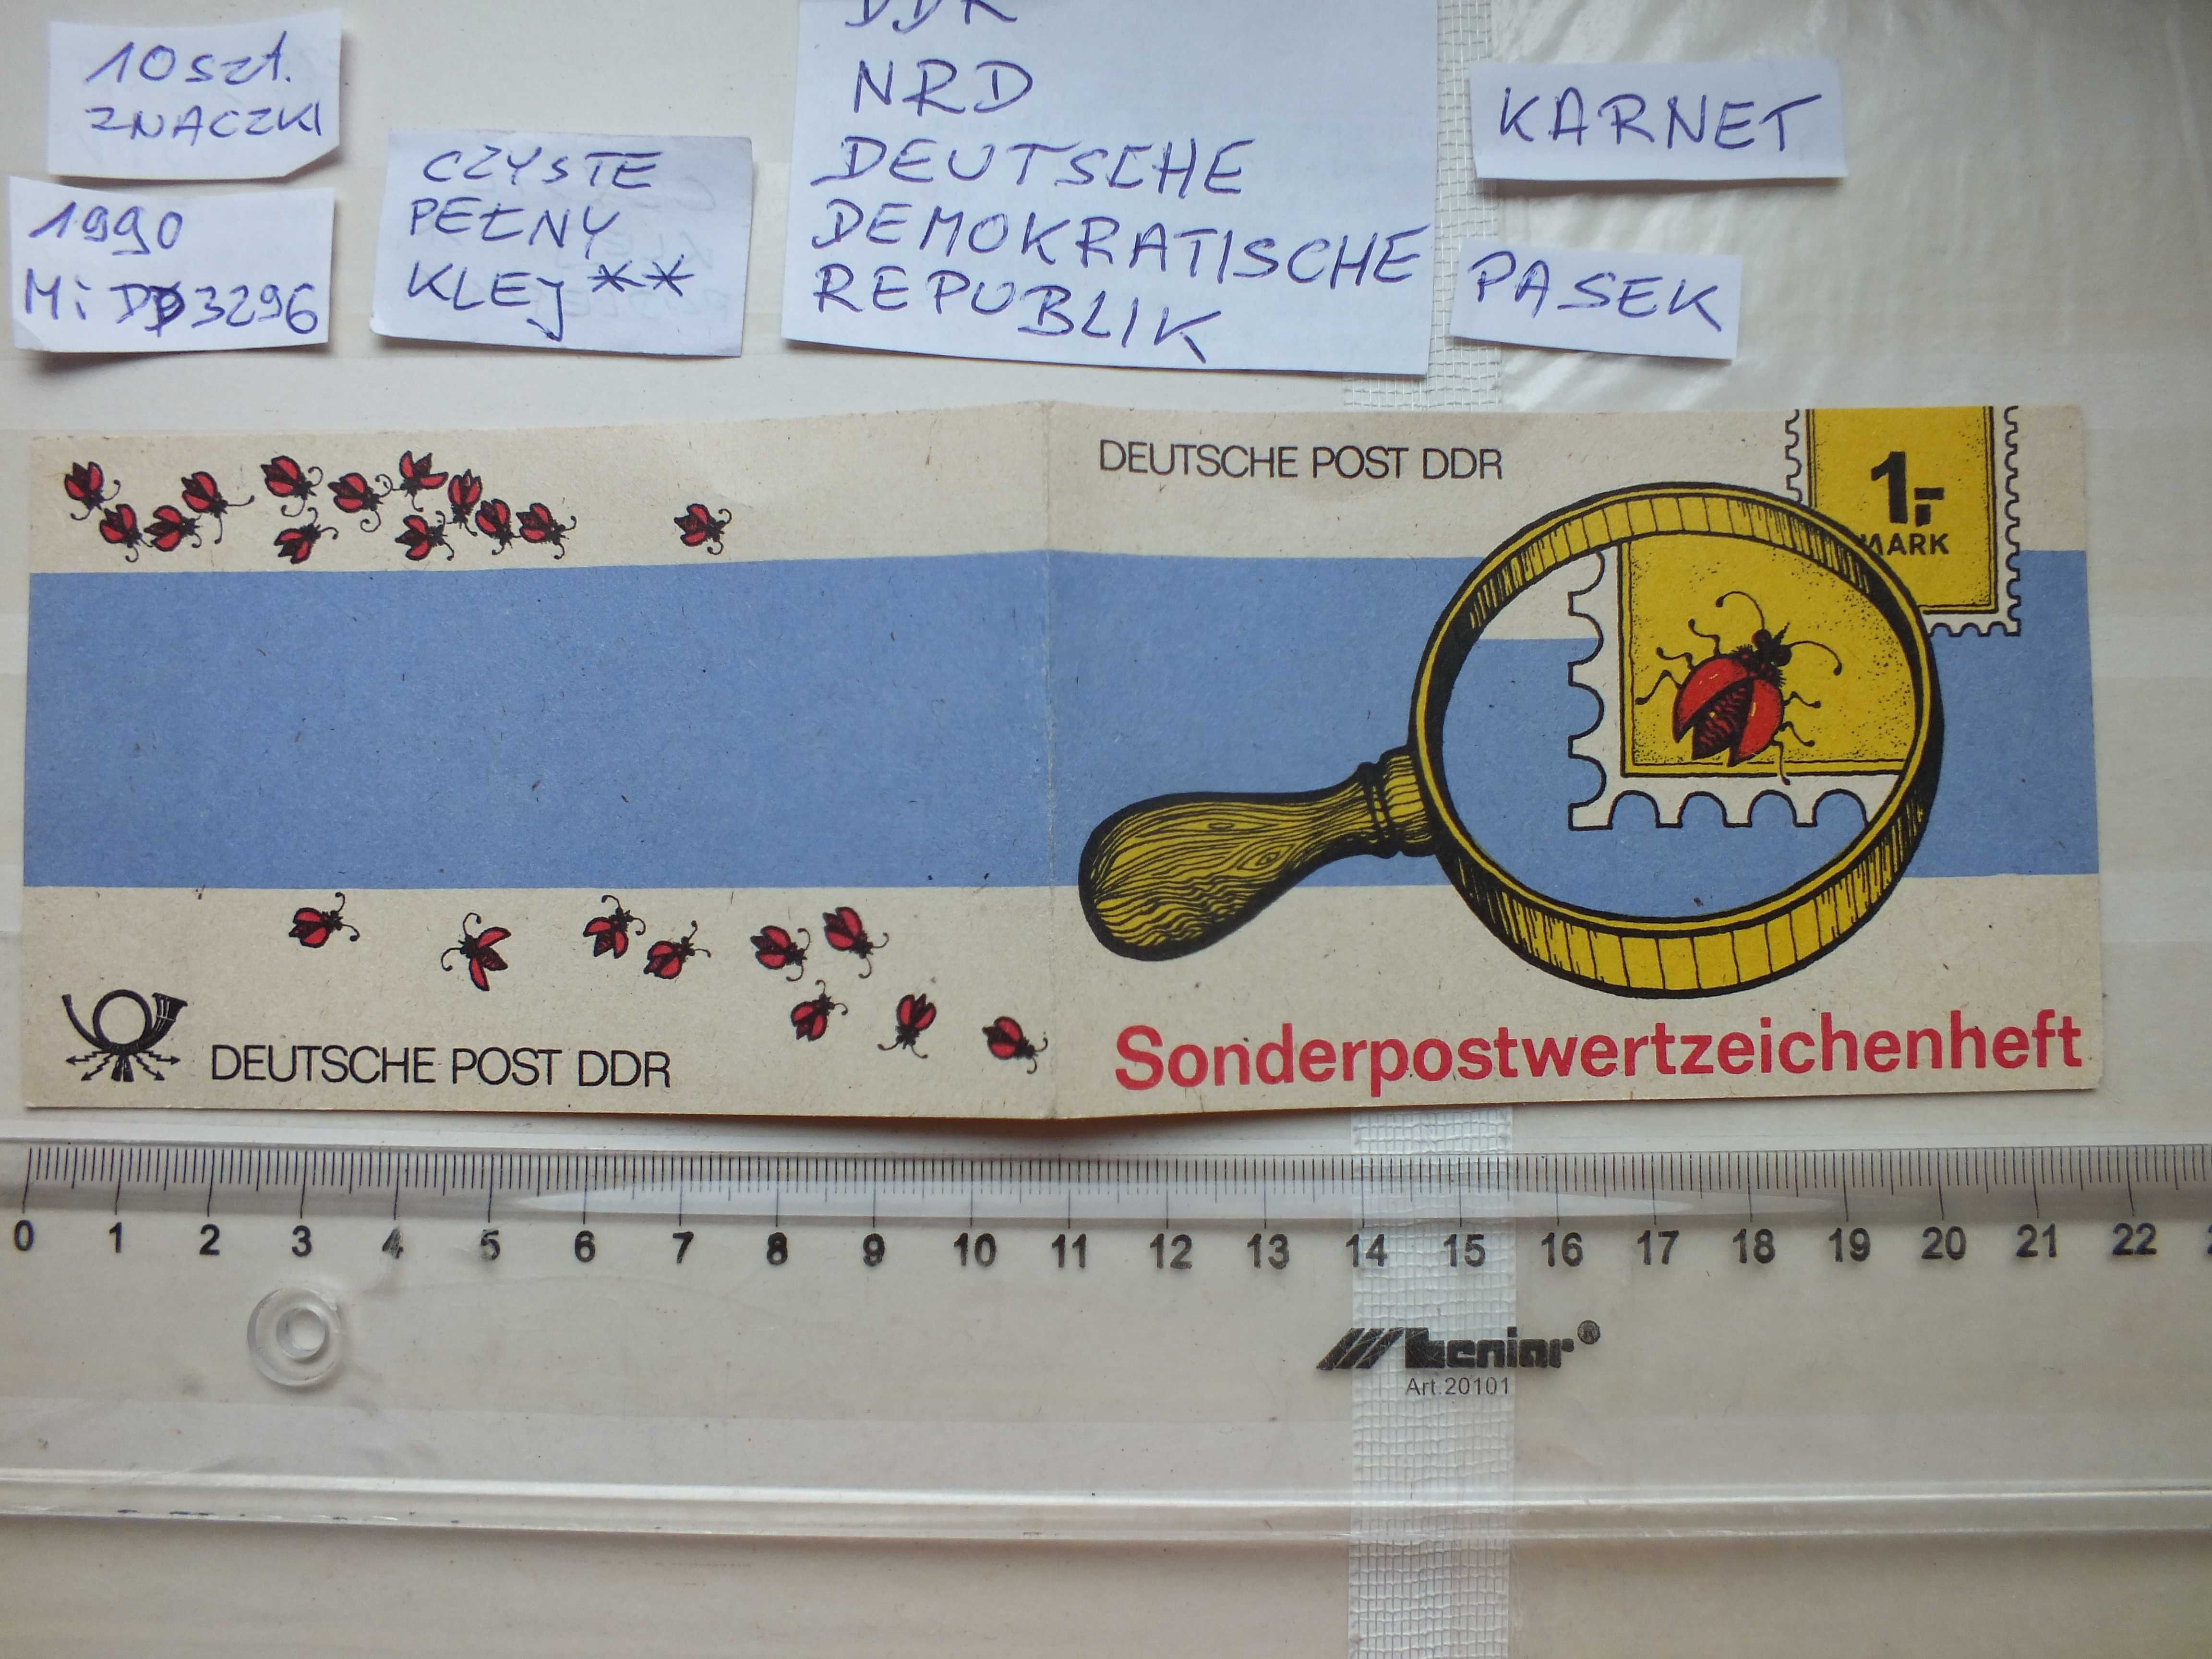 10 szt.
ZNACZKI
1990
Mi DD 3296
CZYSTE
PEŁNY
KLEJ **
DDR
NRD
DEUTSCHE
DEMOKRATISCHE
REPUBLIK
KARNET
PASEK
DEUTSCHE POST DDR
1,-
MARK
DEUTSCHE POST DDR
Sonderpostwertzeichenheft
0 1 2 3 4 5 6 7 8 9 10 11 12 13 14 15 16 17 18 19 20 21 22
leniar®
Art.20101